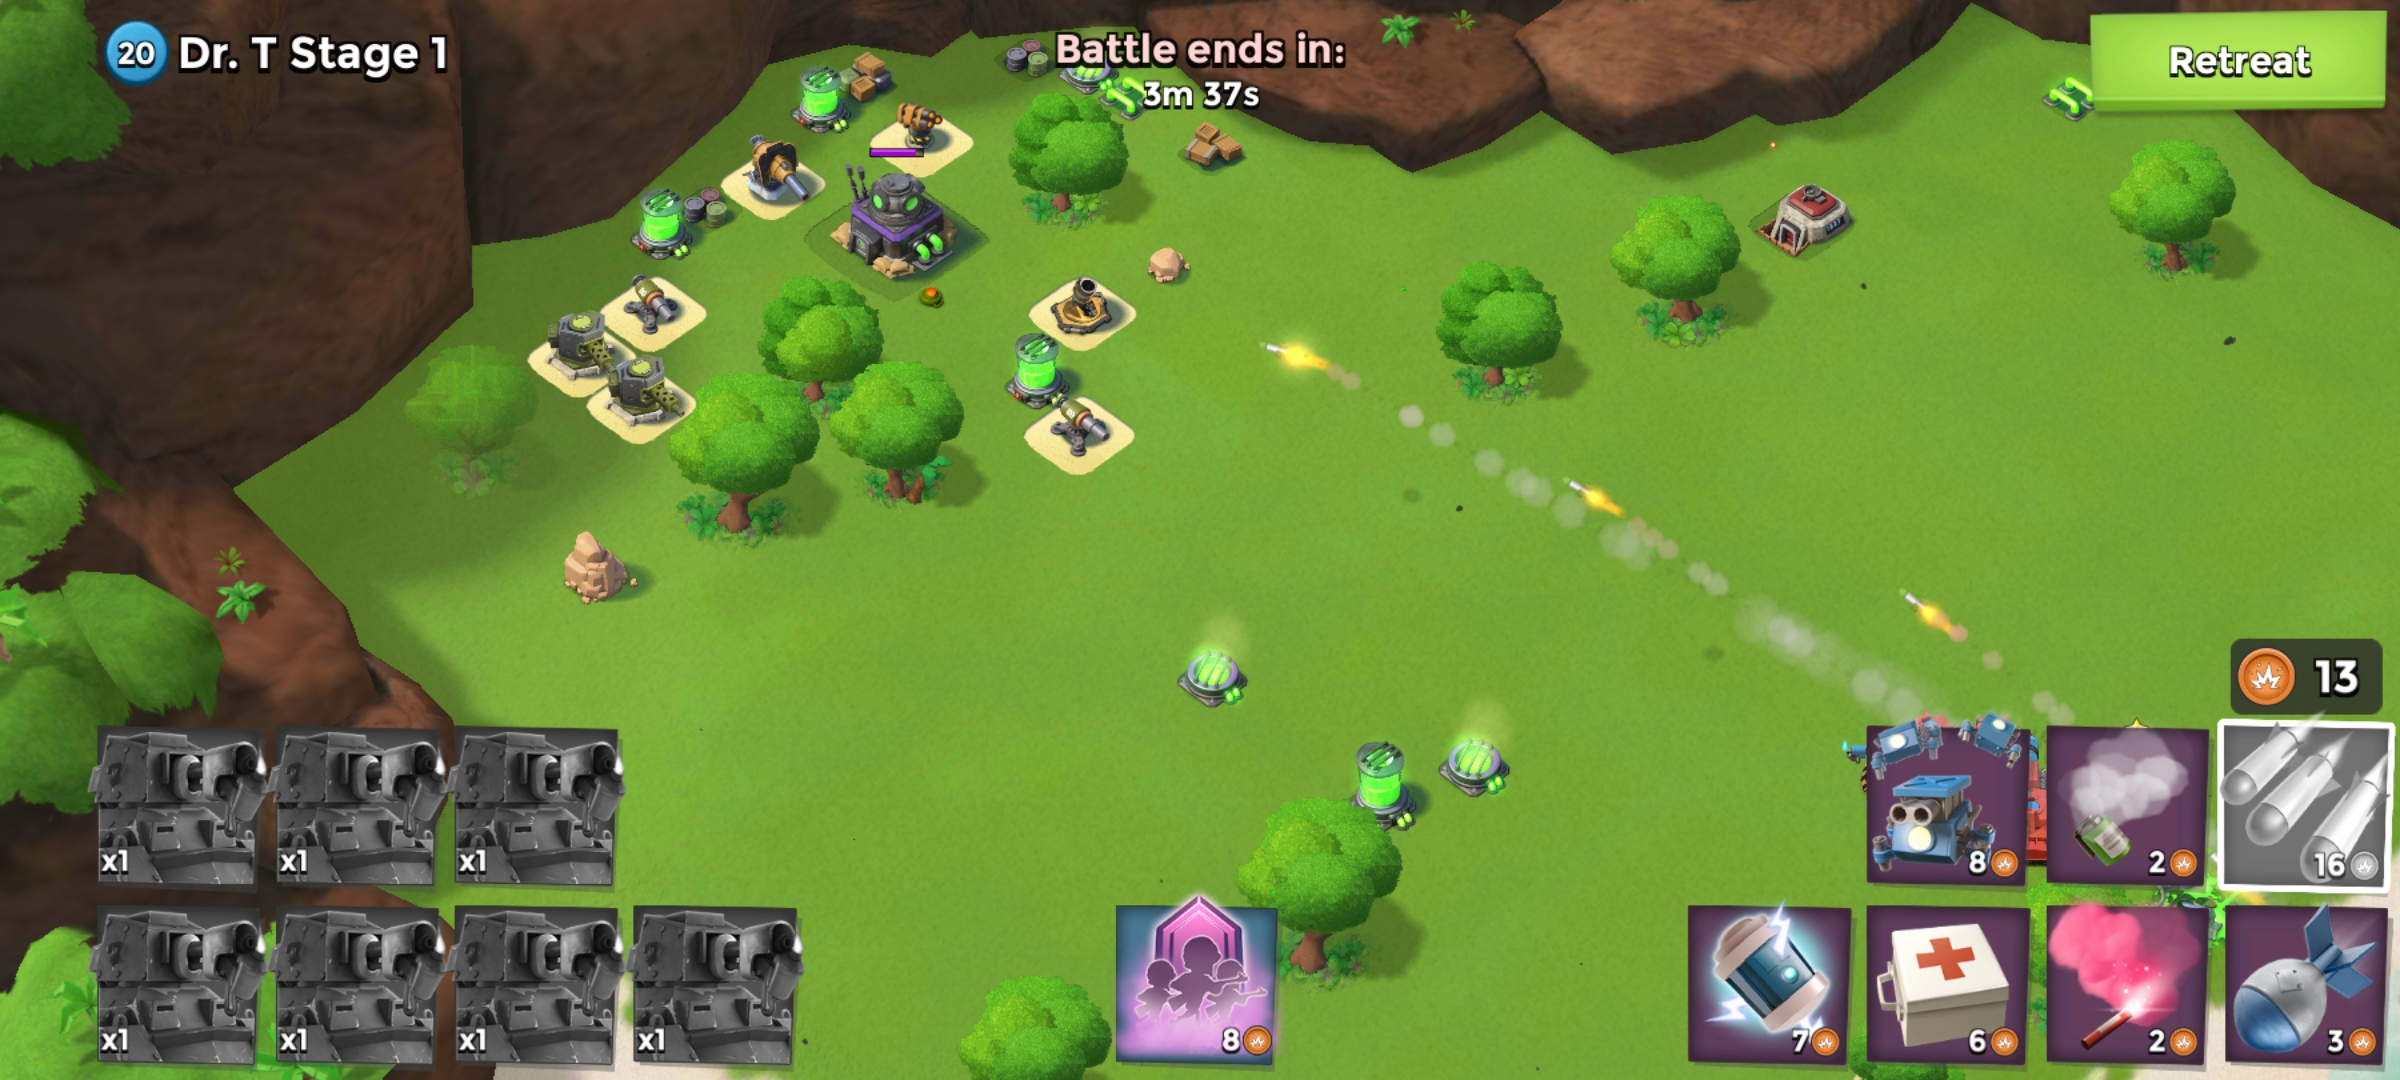 20 Dr. T Stage 1
Battle ends in:
3m 37s
Retreat
13
8
2
16
x1
x1
x1
x1
x1
x1
x1
8
7
6
2
3